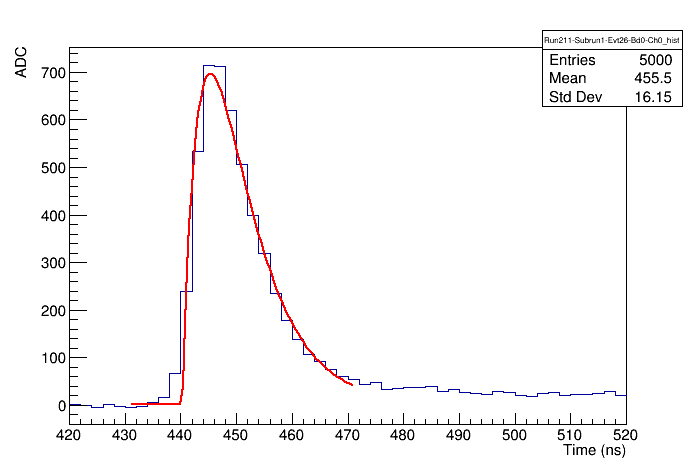 Run211-Subrun1-Evt26-Bd0-Ch0_hist
Entries 5000
Mean 455.5
Std Dev 16.15
ADC
700
600
500
400
300
200
100
0
420 430 440 450 460 470 480 490 500 510 520
Time (ns)